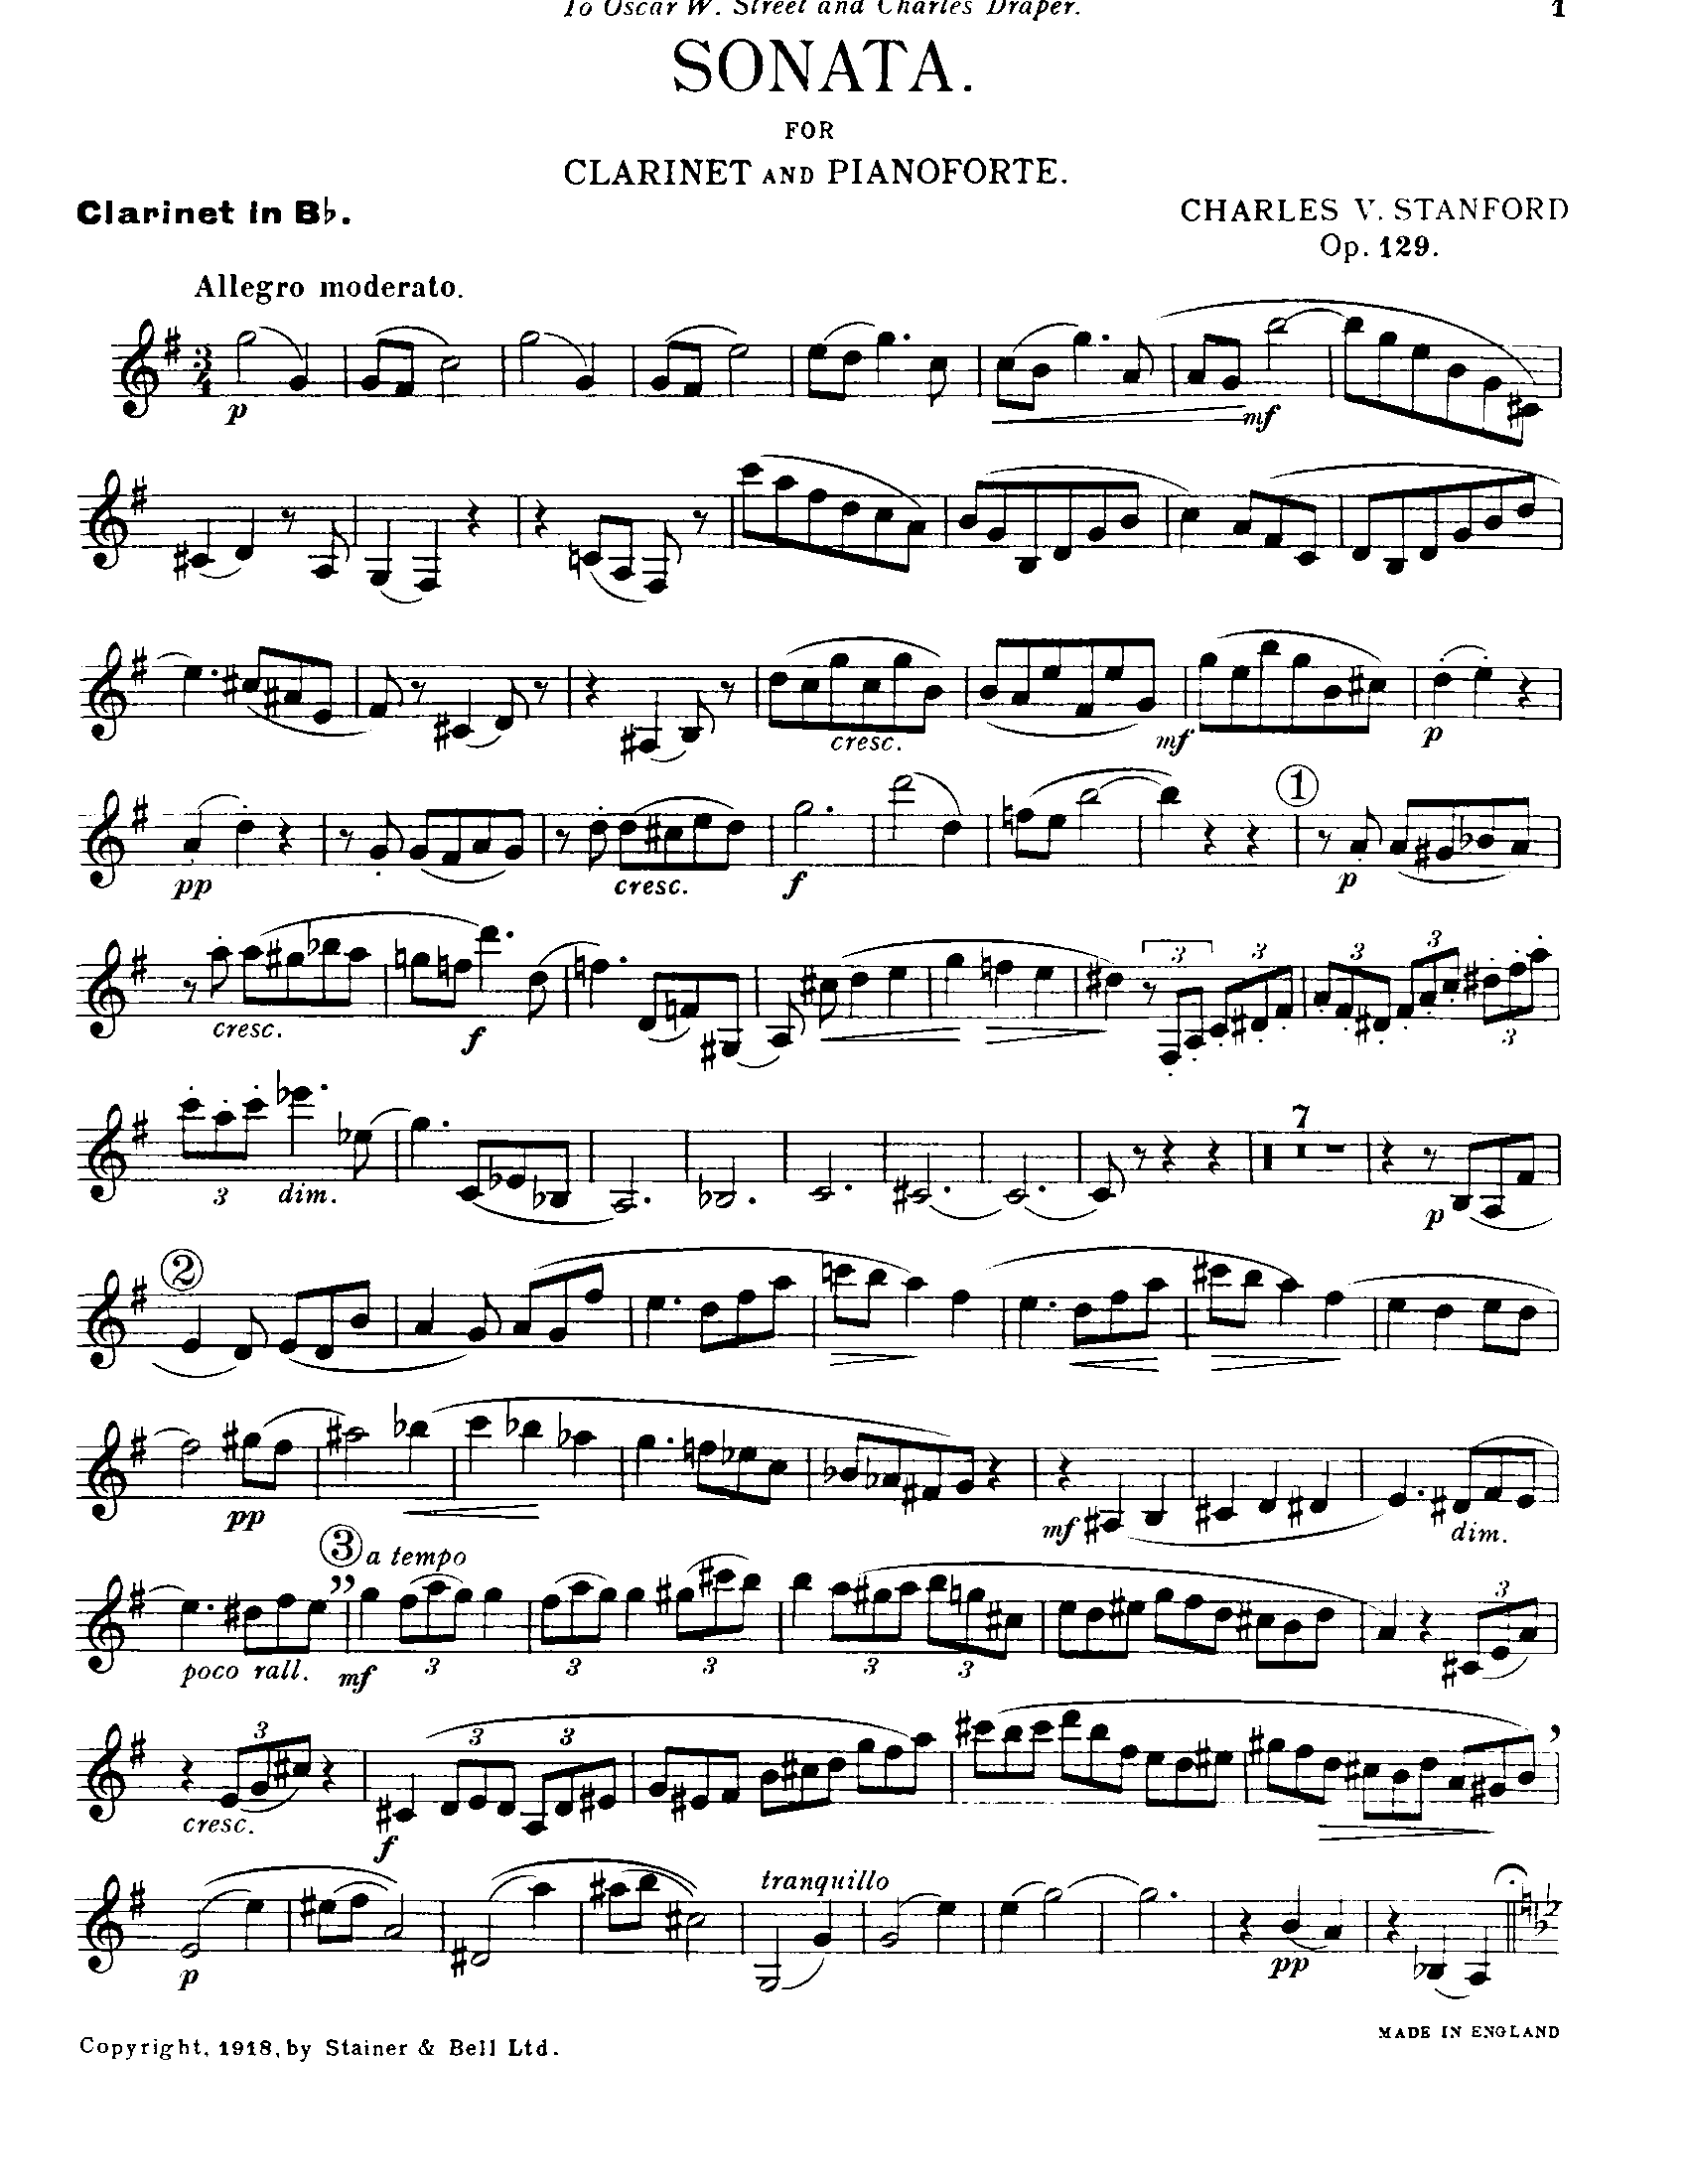 To Oscar W. Street and Charles Draper.
1
SONATA.
FOR
CLARINET AND PIANOFORTE.
Clarinet in B♭.
CHARLES V. STANFORD
Op. 129.
Allegro moderato.
3
4
p
mf
cresc.
mf
p
1
pp
cresc.
f
p
cresc.
f
3
3
3
3
3
7
3
dim.
p
2
pp
mf
dim.
3
a tempo
poco rall.
mf
3
3
3
3
3
3
3
3
3
cresc.
f
tranquillo
p
pp
Copyright, 1918, by Stainer & Bell Ltd.
MADE IN ENGLAND